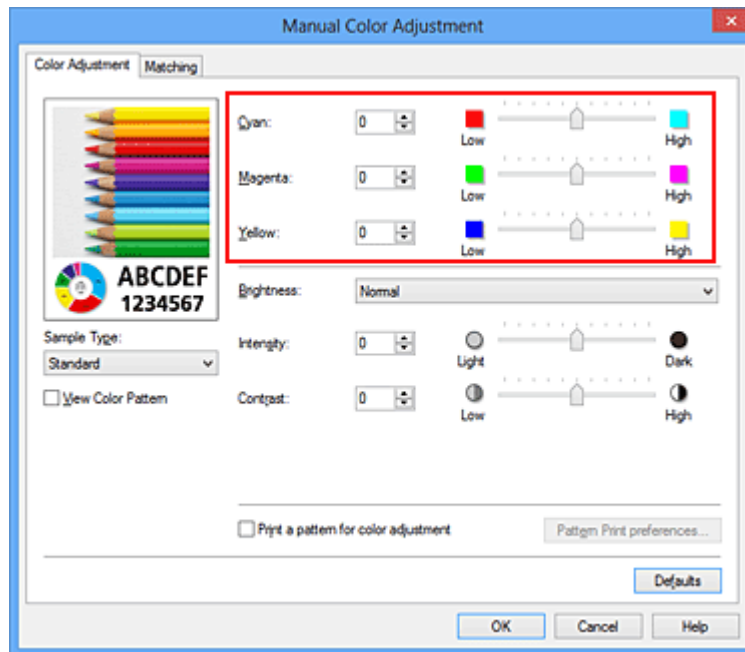 Manual Color Adjustment
Color Adjustment Matching
Cyan: 0 Low High
Magenta: 0 Low High
Yellow: 0 Low High
ABCDEF
1234567
Sample Type:
Standard
View Color Pattern
Brightness: Normal
Intensity: 0 Light Dark
Contrast: 0 Low High
Print a pattern for color adjustment Pattern Print preferences...
Defaults
OK Cancel Help